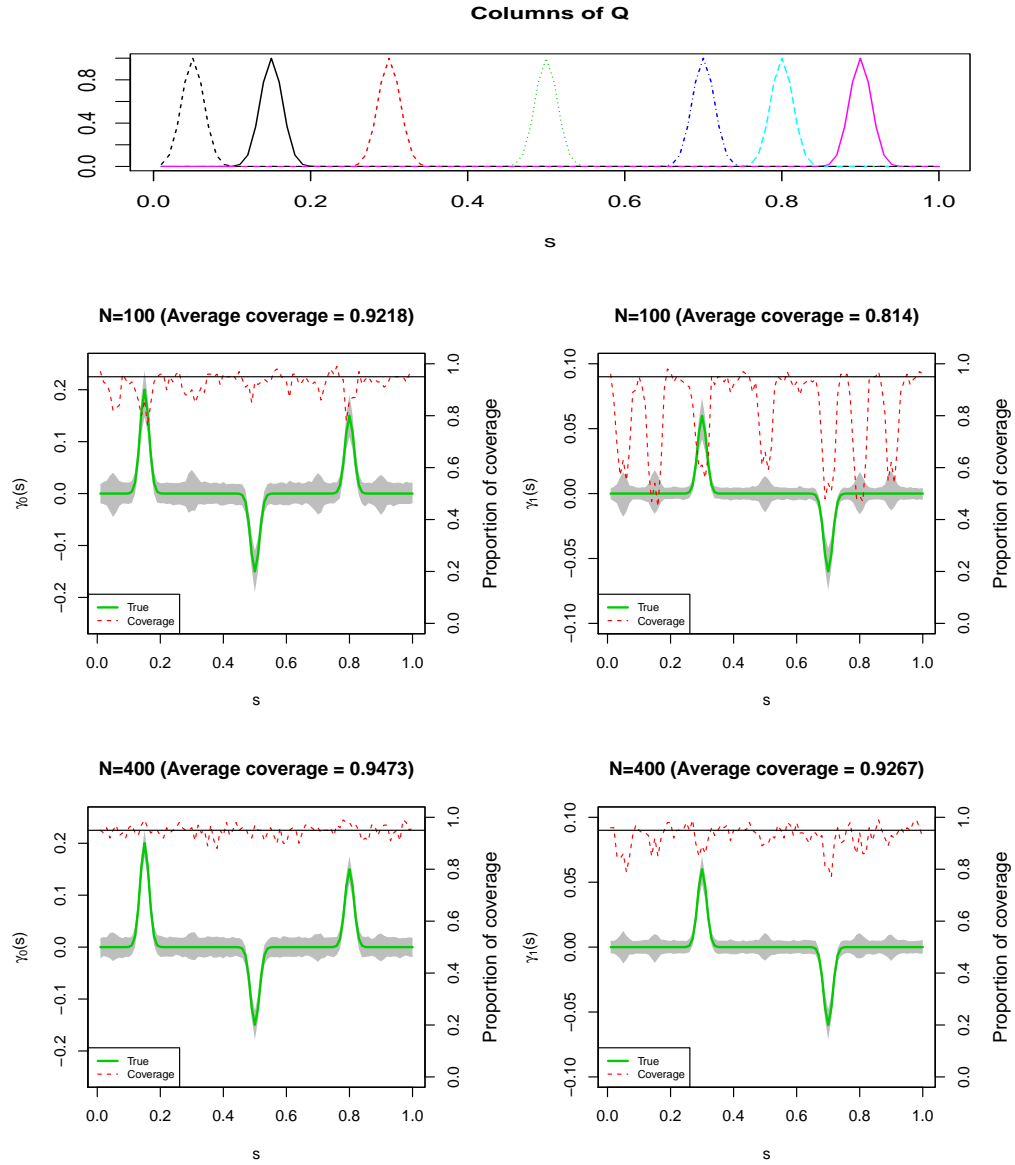 Columns of Q
0.0 0.4 0.8
0.0 0.2 0.4 0.6 0.8 1.0
s
N=100 (Average coverage = 0.9218)
γ0(s)
−0.2 −0.1 0.0 0.1 0.2
0.0 0.2 0.4 0.6 0.8 1.0
Proportion of coverage
True
Coverage
0.0 0.2 0.4 0.6 0.8 1.0
s
N=100 (Average coverage = 0.814)
γ1(s)
−0.10 −0.05 0.00 0.05 0.10
0.0 0.2 0.4 0.6 0.8 1.0
Proportion of coverage
True
Coverage
0.0 0.2 0.4 0.6 0.8 1.0
s
N=400 (Average coverage = 0.9473)
γ0(s)
−0.2 −0.1 0.0 0.1 0.2
0.0 0.2 0.4 0.6 0.8 1.0
Proportion of coverage
True
Coverage
0.0 0.2 0.4 0.6 0.8 1.0
s
N=400 (Average coverage = 0.9267)
γ1(s)
−0.10 −0.05 0.00 0.05 0.10
0.0 0.2 0.4 0.6 0.8 1.0
Proportion of coverage
True
Coverage
0.0 0.2 0.4 0.6 0.8 1.0
s